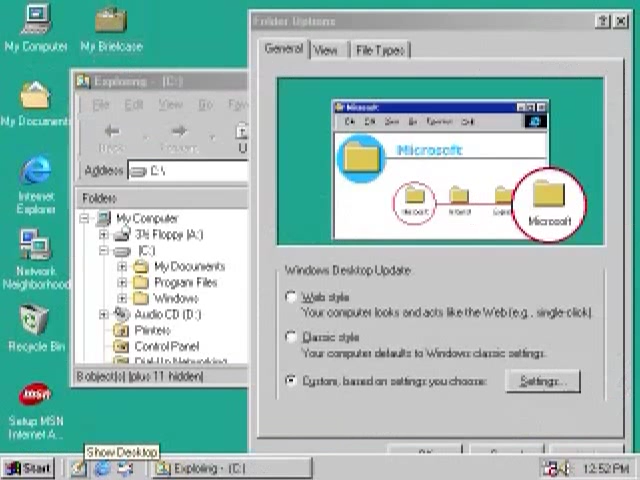 My Computer
My Briefcase
My Documents
Internet
Explorer
Network
Neighborhood
Recycle Bin
Setup MSN
Internet A...
Exploring - (C:)
File Edit View Go
Back
Address C:\
Folders
My Computer
3½ Floppy (A:)
(C:)
My Documents
Program Files
Windows
Audio CD (D:)
Printers
Control Panel
Dial-Up Networking
8 object(s) (plus 11 hidden)
Folder Options
General View File Types
Microsoft
Microsoft
Microsoft
Windows Desktop Update
Web style
Your computer looks and acts like the Web (e.g., single-click).
Classic style
Your computer defaults to Windows classic settings.
Custom, based on settings you choose: Settings...
Show Desktop
Start
Exploring - (C:)
12:52 PM